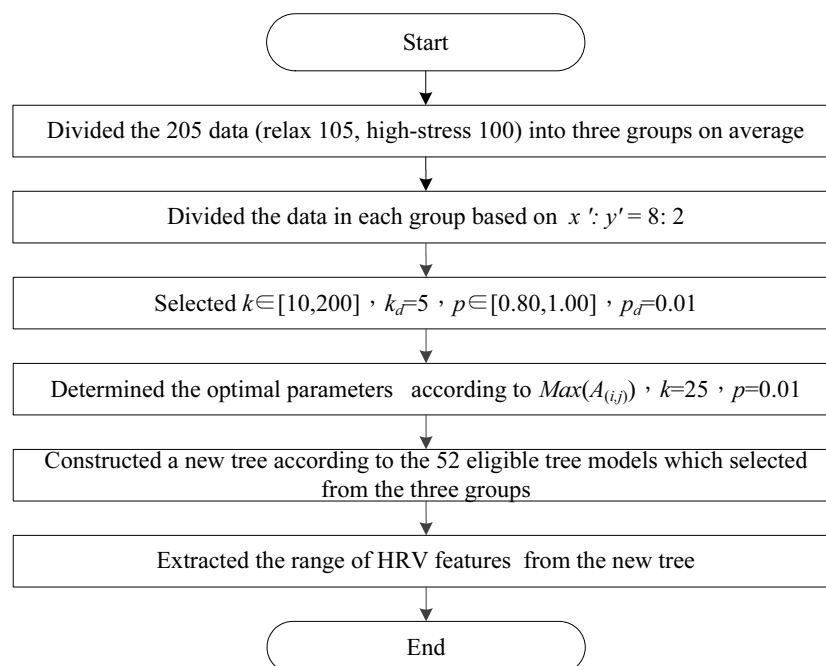 Start
Divided the 205 data (relax 105, high-stress 100) into three groups on average
Divided the data in each group based on x ': y' = 8: 2
Selected k∈[10,200]，k_d=5，p∈[0.80,1.00]，p_d=0.01
Determined the optimal parameters according to Max(A_(i,j))，k=25，p=0.01
Constructed a new tree according to the 52 eligible tree models which selected
from the three groups
Extracted the range of HRV features from the new tree
End